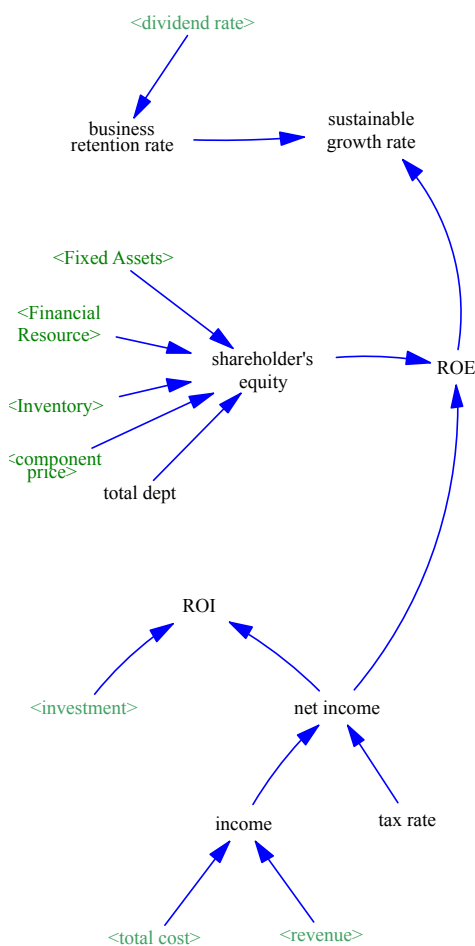 <dividend rate>
business
retention rate
sustainable
growth rate
<Fixed Assets>
<Financial
Resource>
shareholder's
equity
ROE
<Inventory>
<component
price>
total dept
ROI
<investment>
net income
income
tax rate
<total cost>
<revenue>